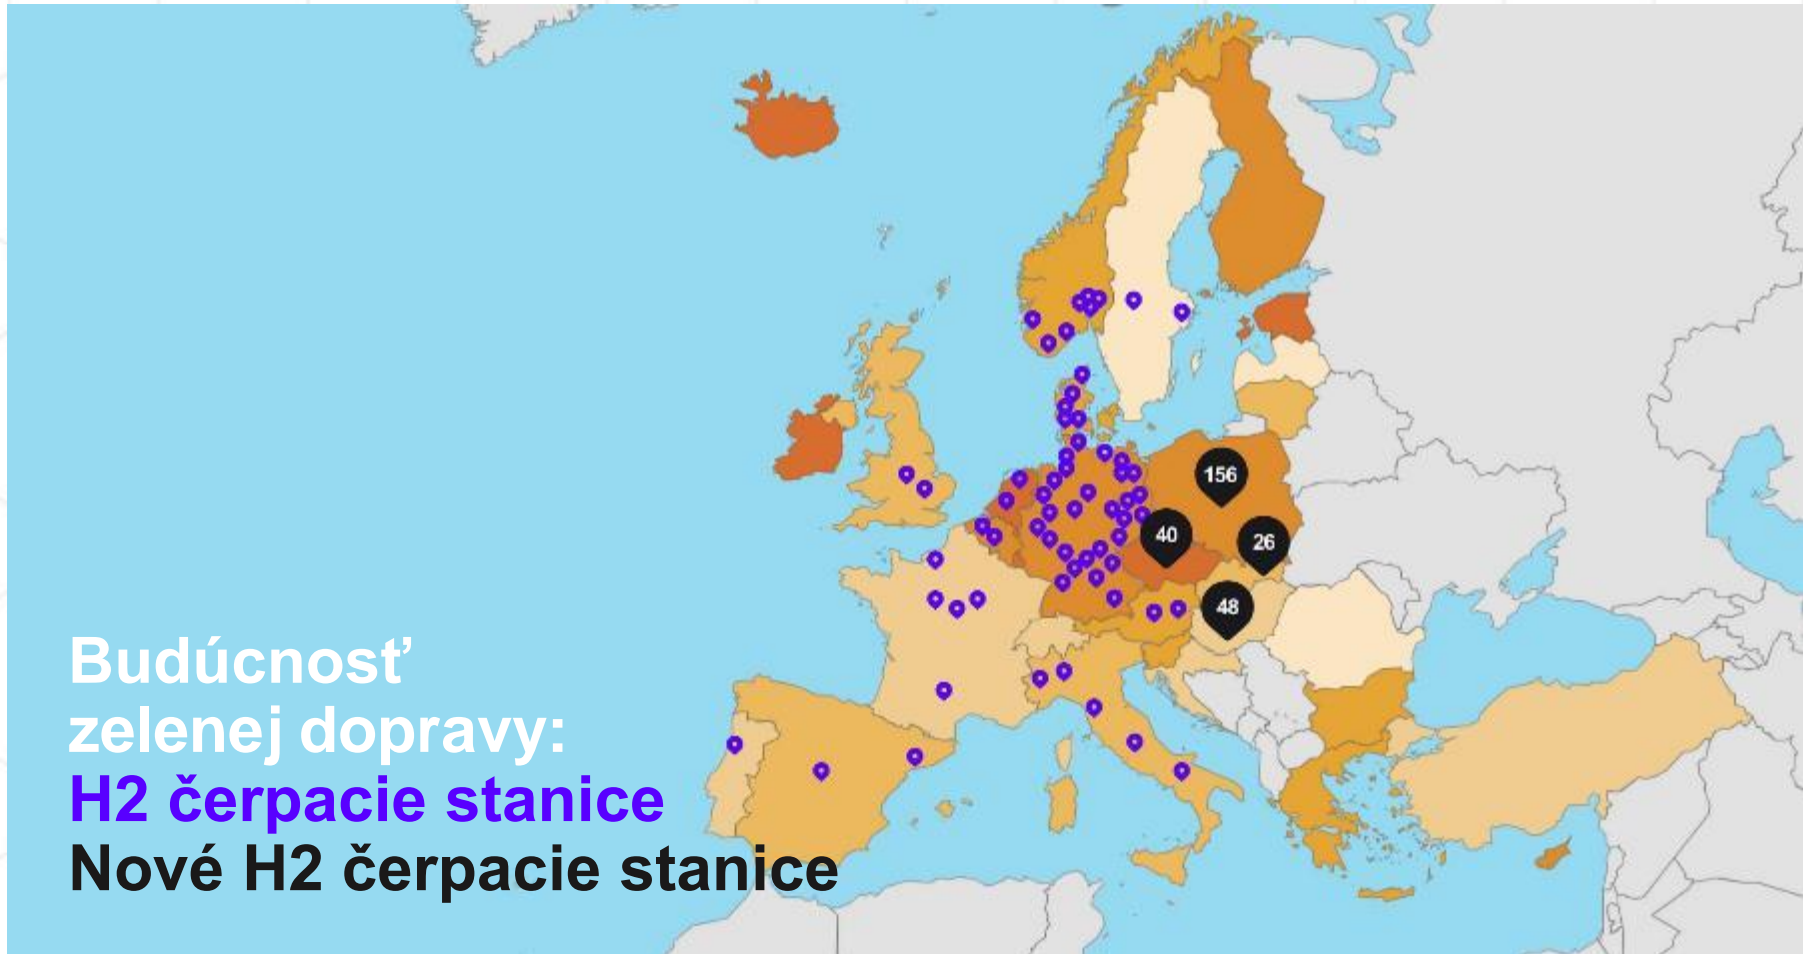 156
40
26
48
Budúcnosť
zelenej dopravy:
H2 čerpacie stanice
Nové H2 čerpacie stanice